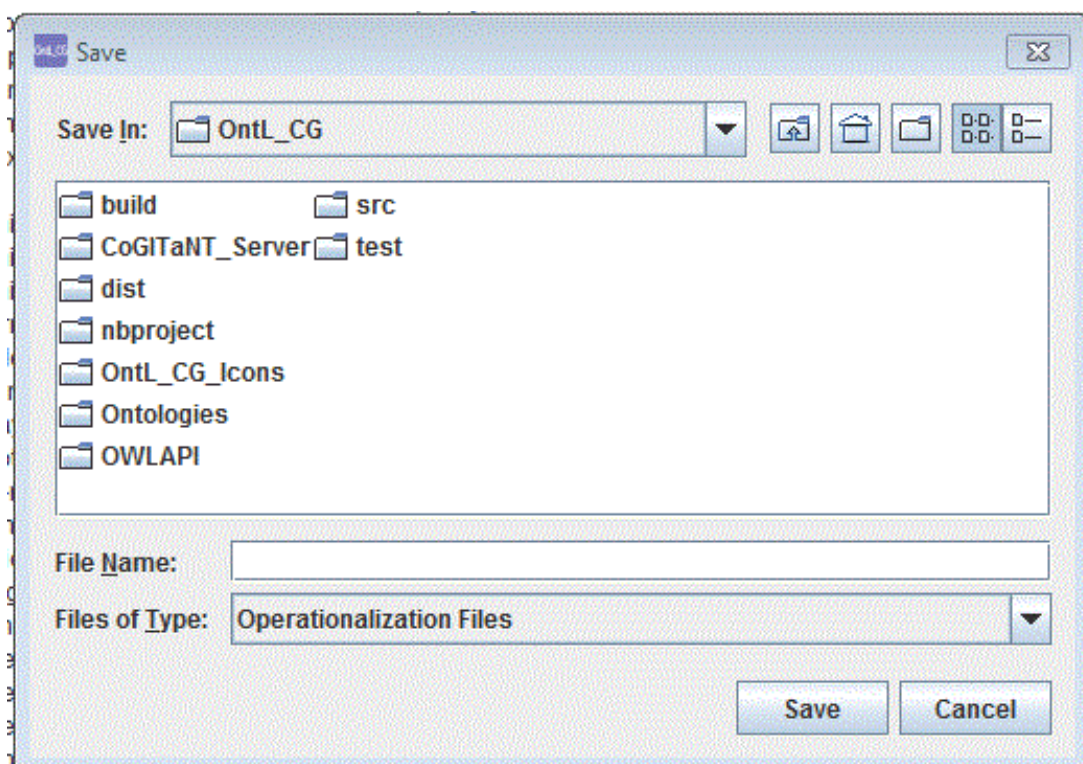 OntL_CG Save
Save In: OntL_CG
build src
CoGITaNT_Server test
dist
nbproject
OntL_CG_Icons
Ontologies
OWLAPI
File Name:
Files of Type: Operationalization Files
Save Cancel